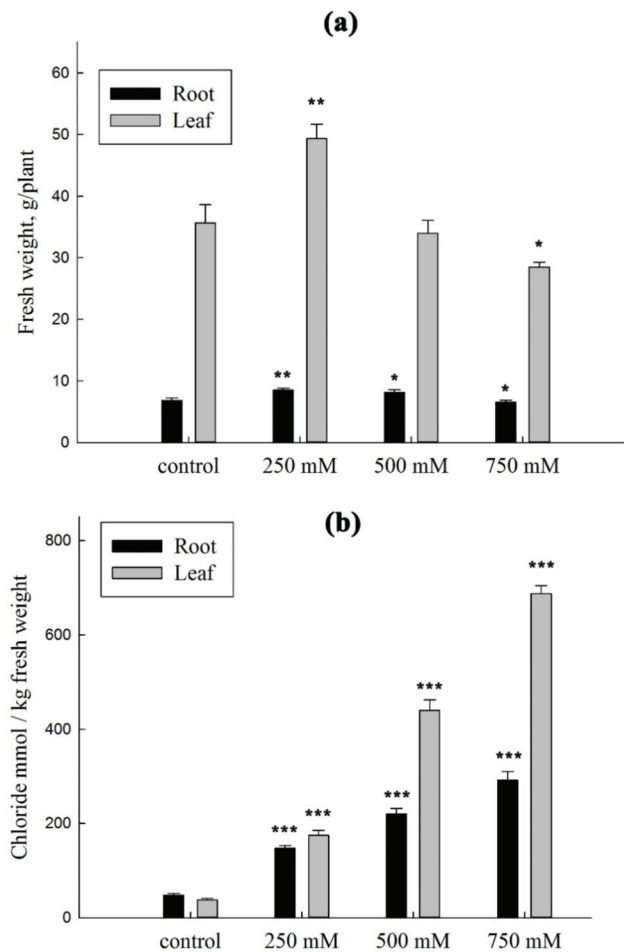 (a)
60
50
40
30
20
10
0
Fresh weight, g/plant
Root
Leaf
**
**
*
*
*
control 250 mM 500 mM 750 mM
(b)
800
600
400
200
0
Chloride mmol / kg fresh weight
Root
Leaf
***
***
***
***
***
***
control 250 mM 500 mM 750 mM